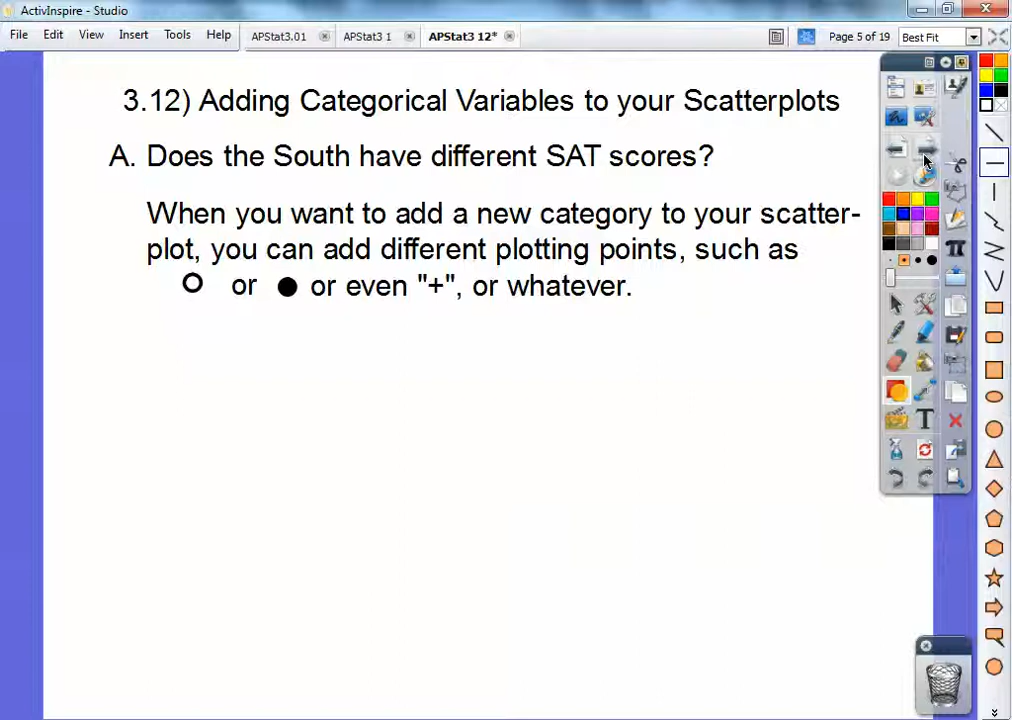 ActivInspire - Studio
File Edit View Insert Tools Help
APStat3.01 APStat3 1 APStat3 12*
Page 5 of 19 Best Fit
3.12) Adding Categorical Variables to your Scatterplots
A. Does the South have different SAT scores?
When you want to add a new category to your scatter-
plot, you can add different plotting points, such as
or or even "+", or whatever.